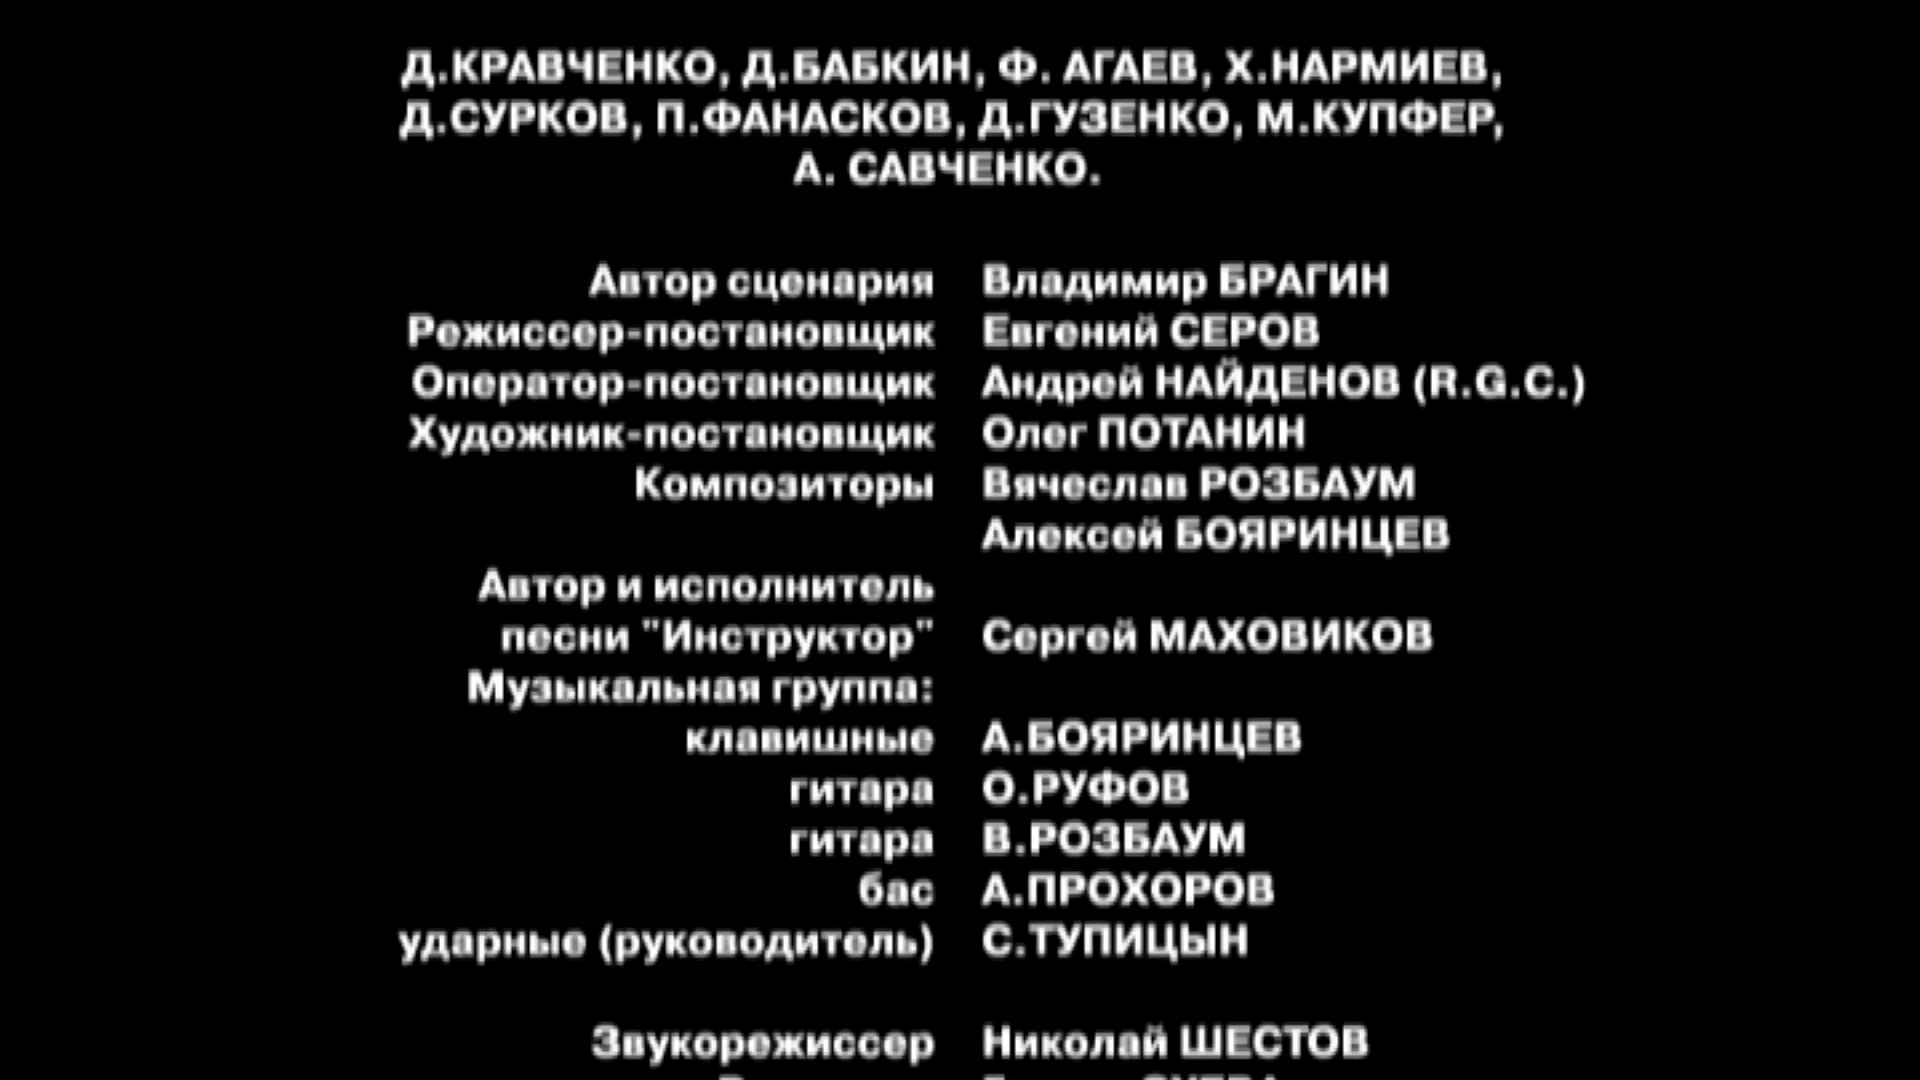 Д.КРАВЧЕНКО, Д.БАБКИН, Ф. АГАЕВ, Х.НАРМИЕВ,
Д.СУРКОВ, П.ФАНАСКОВ, Д.ГУЗЕНКО, М.КУПФЕР,
А. САВЧЕНКО.
Автор сценария Владимир БРАГИН
Режиссер-постановщик Евгений СЕРОВ
Оператор-постановщик Андрей НАЙДЕНОВ (R.G.C.)
Художник-постановщик Олег ПОТАНИН
Композиторы Вячеслав РОЗБАУМ
Алексей БОЯРИНЦЕВ
Автор и исполнитель
песни "Инструктор" Сергей МАХОВИКОВ
Музыкальная группа:
клавишные А.БОЯРИНЦЕВ
гитара О.РУФОВ
гитара В.РОЗБАУМ
бас А.ПРОХОРОВ
ударные (руководитель) С.ТУПИЦЫН
Звукорежиссер Николай ШЕСТОВ